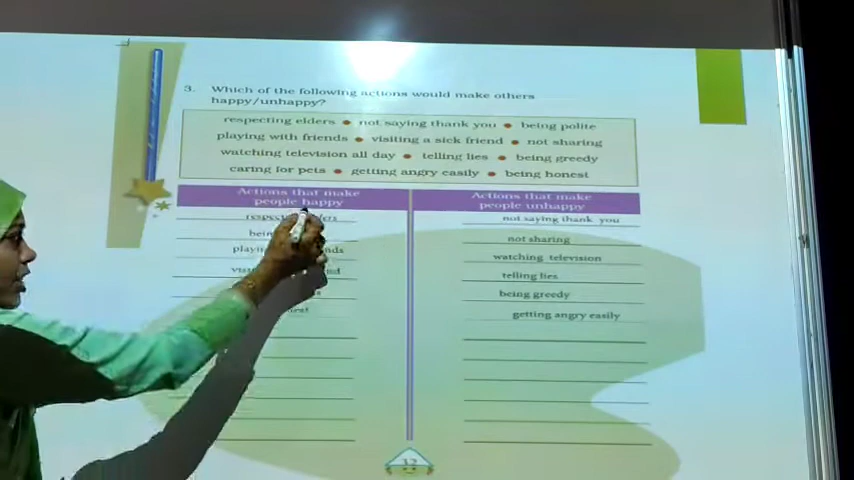 3. Which of the following actions would make others
happy/unhappy?
respecting elders • not saying thank you • being polite
playing with friends • visiting a sick friend • not sharing
watching television all day • telling lies • being greedy
caring for pets • getting angry easily • being honest
Actions that make
people happy
Actions that make
people unhappy
not saying thank you
not sharing
watching television
telling lies
being greedy
getting angry easily
12